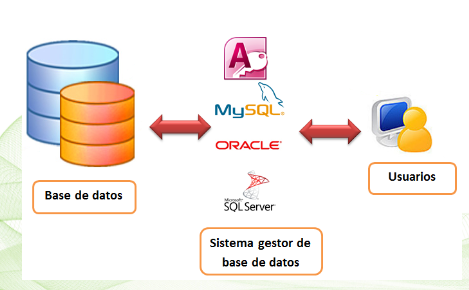 A
MySQL®
ORACLE®
Microsoft®
SQL Server
Base de datos
Sistema gestor de
base de datos
Usuarios